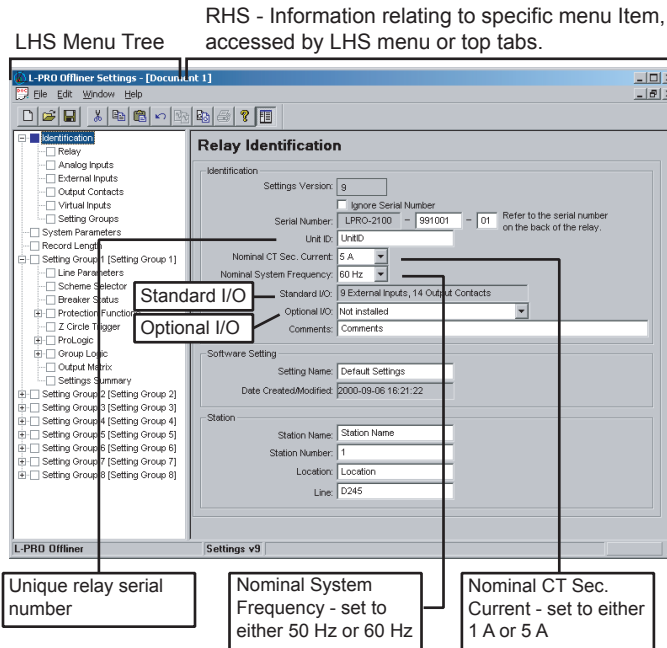 RHS - Information relating to specific menu Item,
LHS Menu Tree
accessed by LHS menu or top tabs.
L-PRO Offliner Settings - [Document 1]
File Edit Window Help
Identification
Relay
Analog Inputs
External Inputs
Output Contacts
Virtual Inputs
Setting Groups
System Parameters
Record Length
Setting Group 1 [Setting Group 1]
Line Parameters
Scheme Selector
Breaker Status
Protection Functions
Z Circle Trigger
ProLogic
Group Logic
Output Matrix
Settings Summary
Setting Group 2 [Setting Group 2]
Setting Group 3 [Setting Group 3]
Setting Group 4 [Setting Group 4]
Setting Group 5 [Setting Group 5]
Setting Group 6 [Setting Group 6]
Setting Group 7 [Setting Group 7]
Setting Group 8 [Setting Group 8]
Relay Identification
Identification
Settings Version: 9
Ignore Serial Number
Serial Number: LPRO-2100 - 991001 - 01 Refer to the serial number
on the back of the relay.
Unit ID: UnitID
Nominal CT Sec. Current: 5 A
Nominal System Frequency: 60 Hz
Standard I/O: 9 External Inputs, 14 Output Contacts
Optional I/O: Not installed
Comments: Comments
Standard I/O
Optional I/O
Software Setting
Setting Name: Default Settings
Date Created/Modified: 2000-09-06 16:21:22
Station
Station Name: Station Name
Station Number: 1
Location: Location
Line: D245
L-PRO Offliner Settings v9
Unique relay serial
number
Nominal System
Frequency - set to
either 50 Hz or 60 Hz
Nominal CT Sec.
Current - set to either
1 A or 5 A